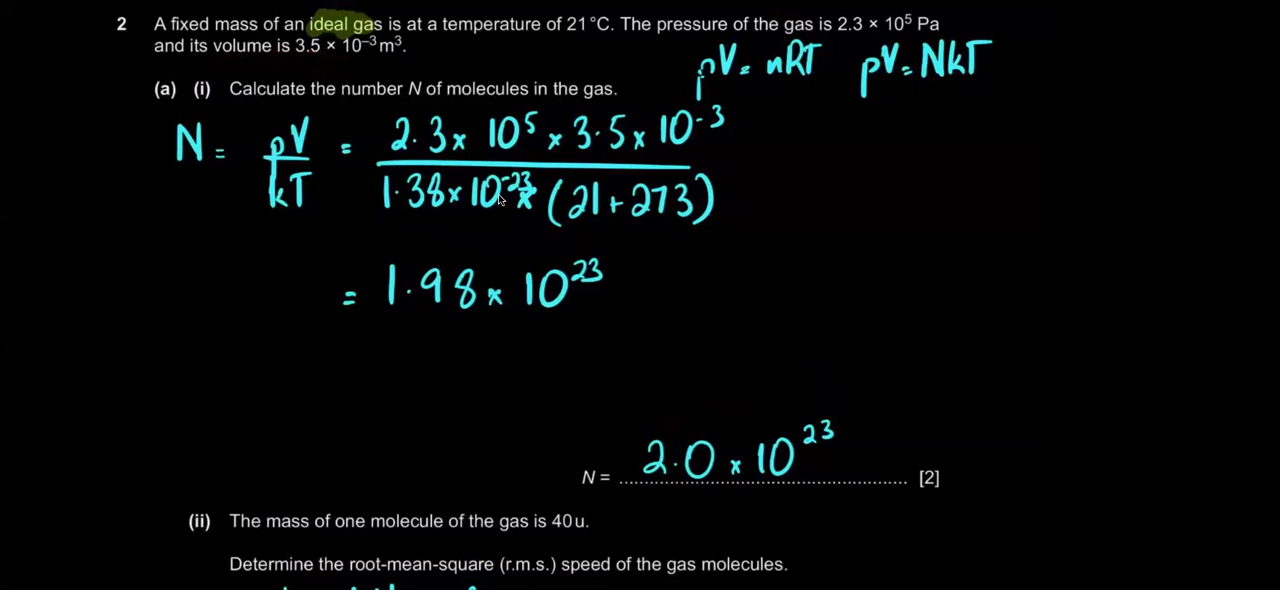 2 A fixed mass of an ideal gas is at a temperature of 21 °C. The pressure of the gas is 2.3 × 10⁵ Pa
and its volume is 3.5 × 10⁻³ m³.
pV = nRT pV = NkT
(a) (i) Calculate the number N of molecules in the gas.
N = pV/kT = 2.3 × 10⁵ × 3.5 × 10⁻³ / 1.38 × 10⁻²³ × (21 + 273)
= 1.98 × 10²³
2.0 × 10²³
N = ................................................ [2]
(ii) The mass of one molecule of the gas is 40 u.
Determine the root-mean-square (r.m.s.) speed of the gas molecules.